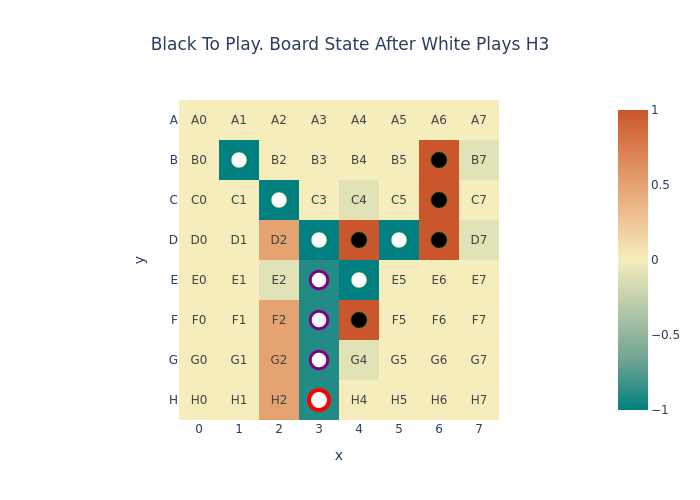 Black To Play. Board State After White Plays H3
A A0 A1 A2 A3 A4 A5 A6 A7 1
B B0 B2 B3 B4 B5 B7
C C0 C1 C3 C4 C5 C7 0.5
D D0 D1 D2 D7 0
E E0 E1 E2 E5 E6 E7
F F0 F1 F2 F5 F6 F7 −0.5
G G0 G1 G2 G4 G5 G6 G7
H H0 H1 H2 H4 H5 H6 H7 −1
0 1 2 3 4 5 6 7
x
y